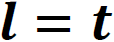 l = t